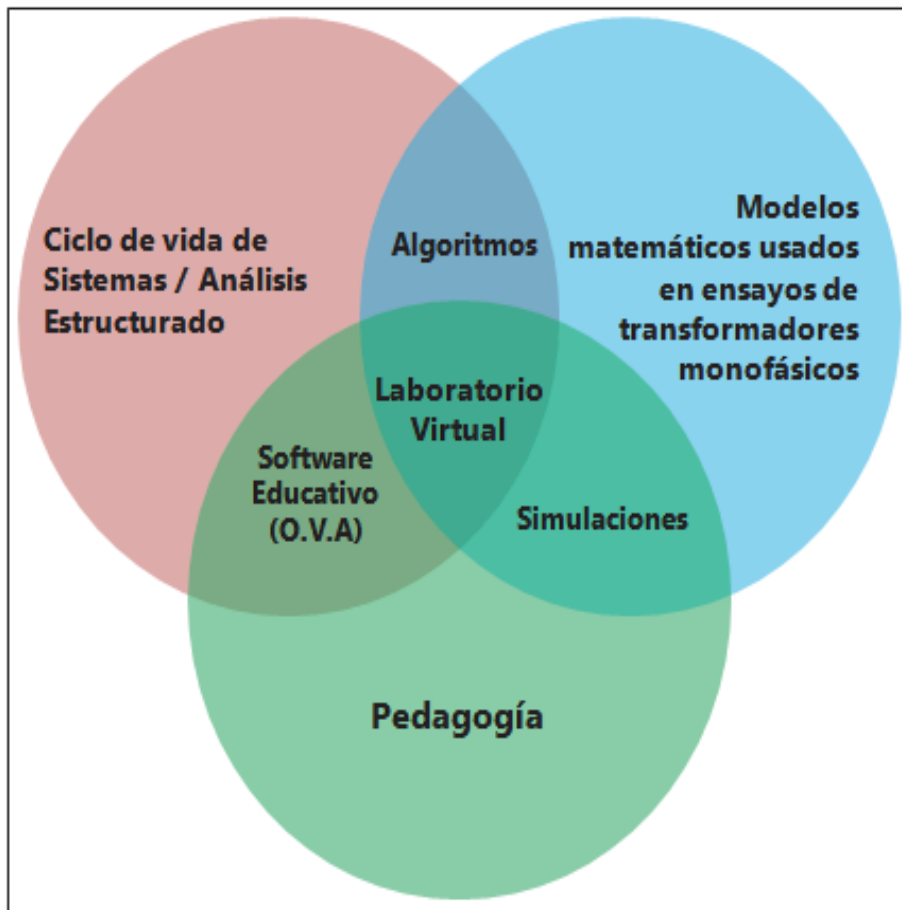 Ciclo de vida de
Sistemas / Análisis
Estructurado
Algoritmos
Modelos
matemáticos usados
en ensayos de
transformadores
monofásicos
Laboratorio
Virtual
Software
Educativo
(O.V.A)
Simulaciones
Pedagogía